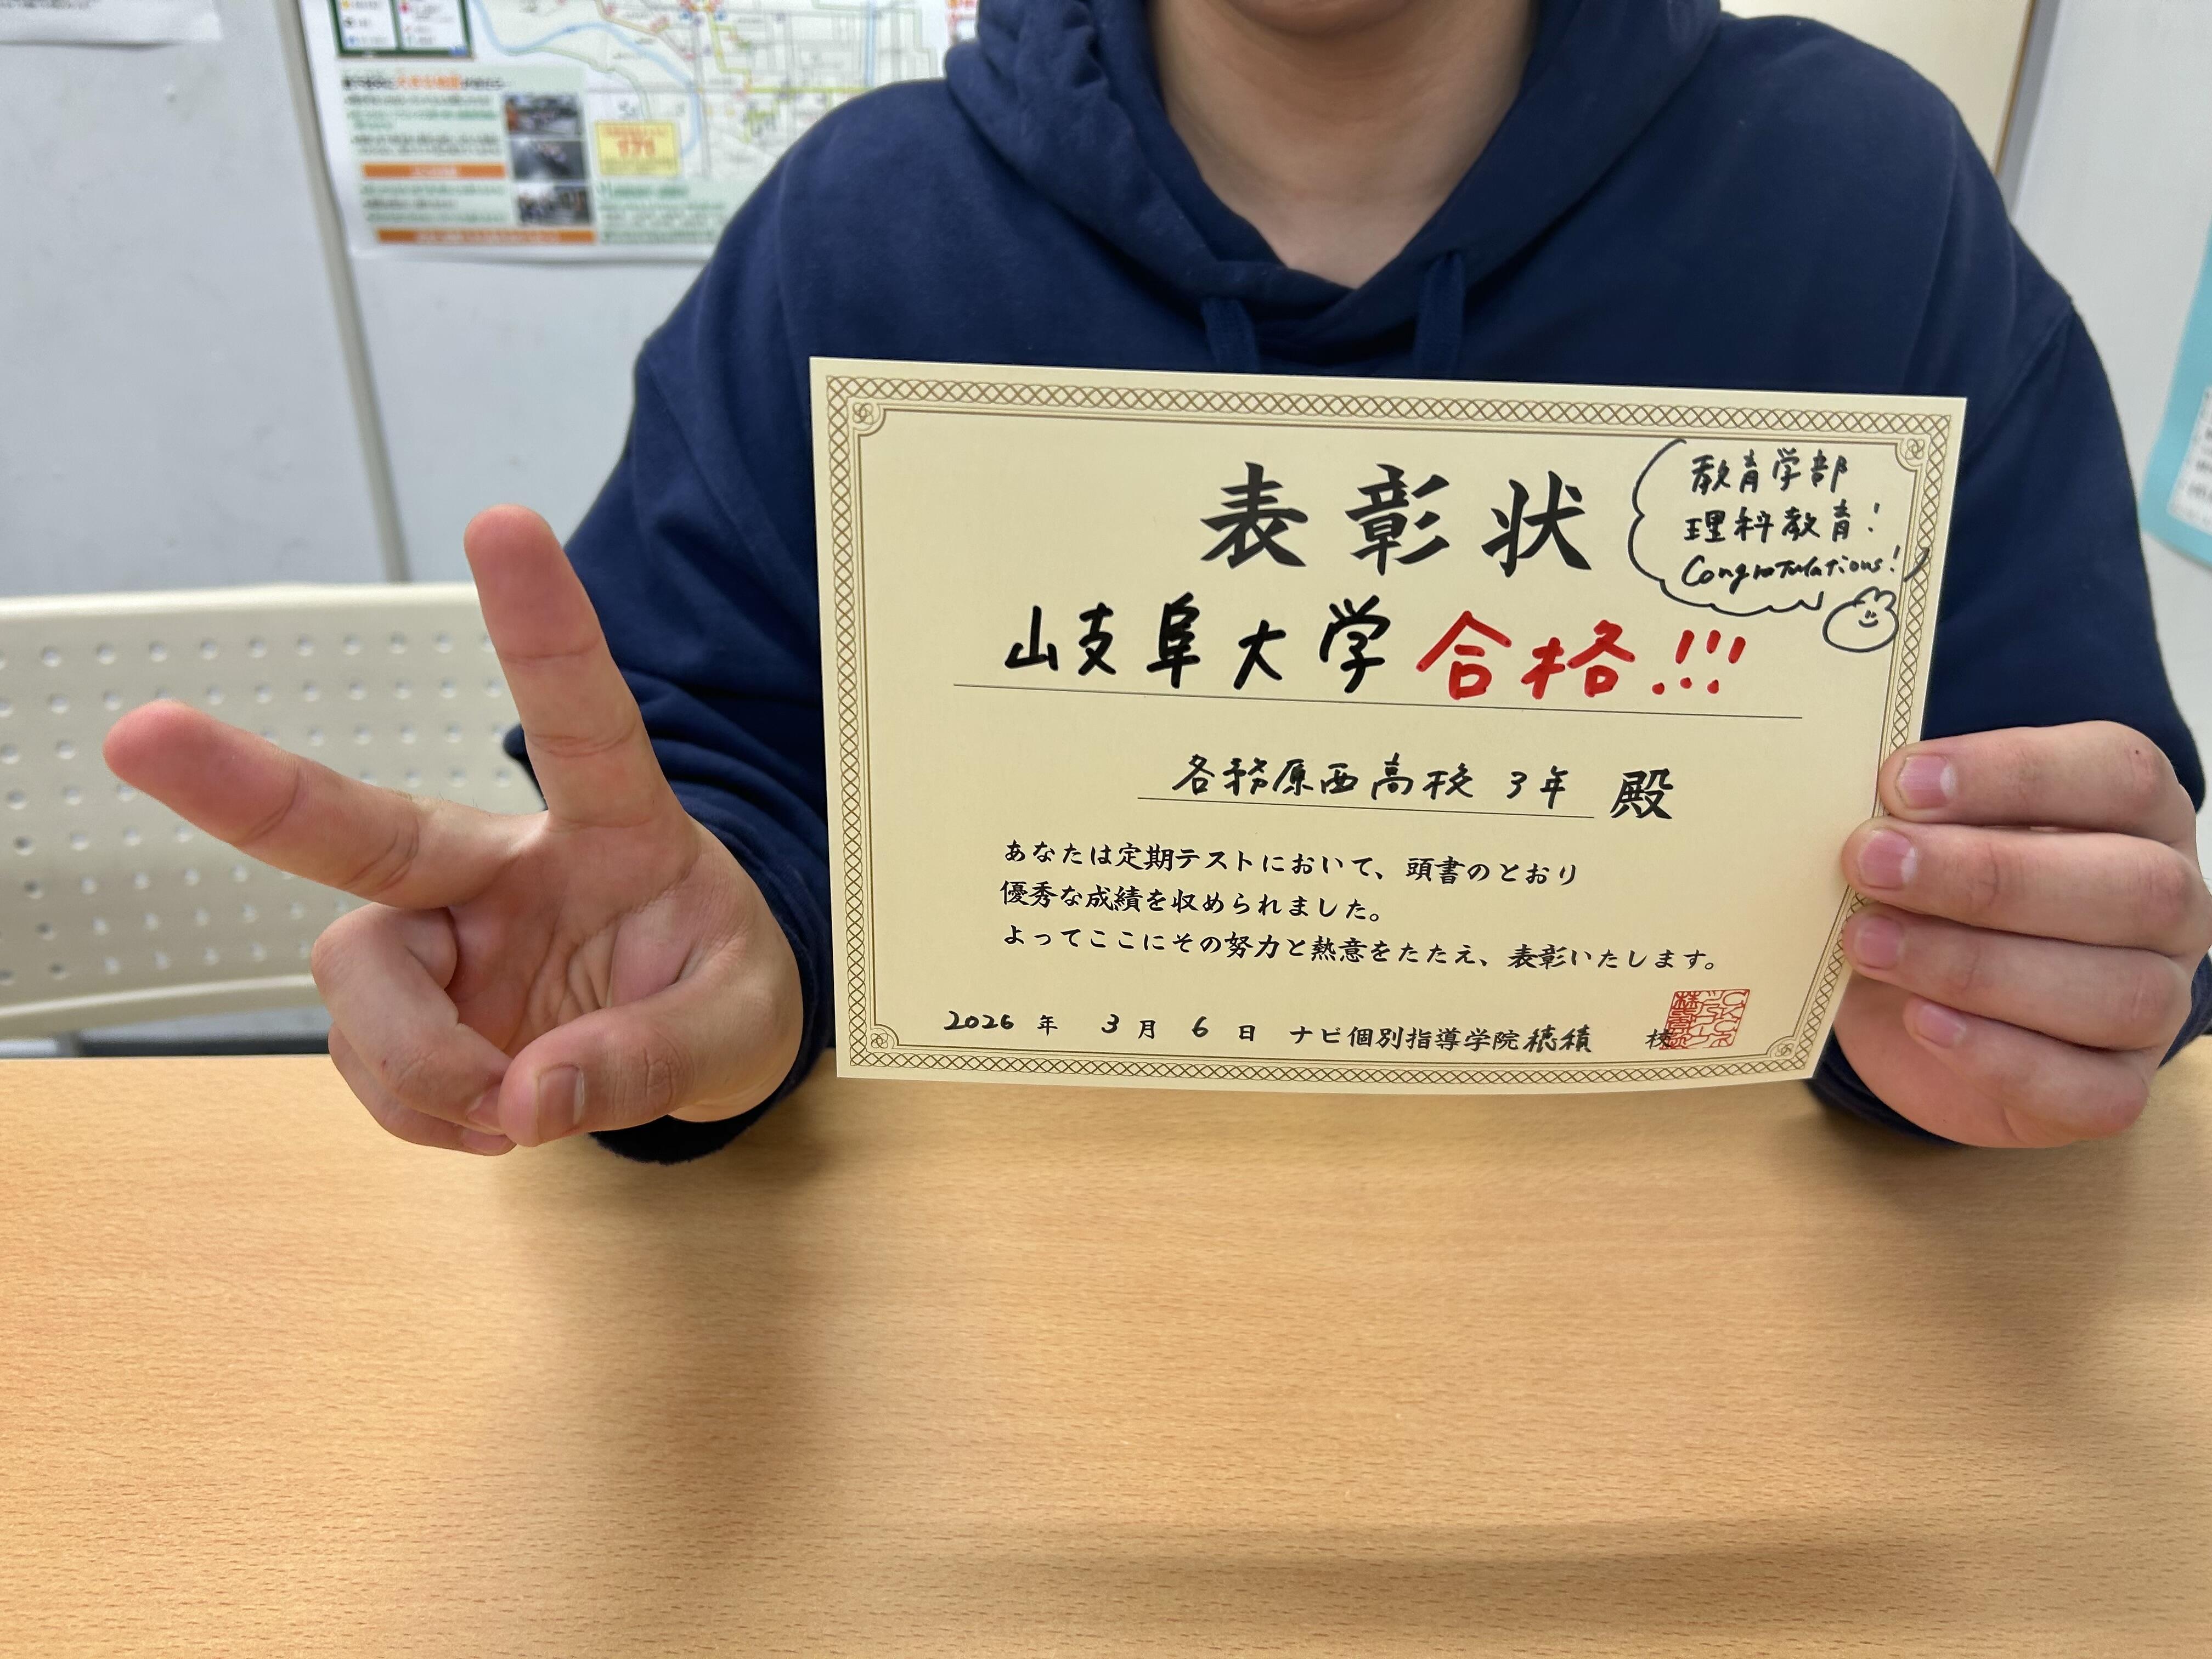 表彰状
教育学部
理科教育！
Congratulations!
岐阜大学合格!!!
各務原西高校 3年 殿
あなたは定期テストにおいて、頭書のとおり
優秀な成績を収められました。
よってここにその努力と熱意をたたえ、表彰いたします。
2026 年 3 月 6 日 ナビ個別指導学院穂積 校